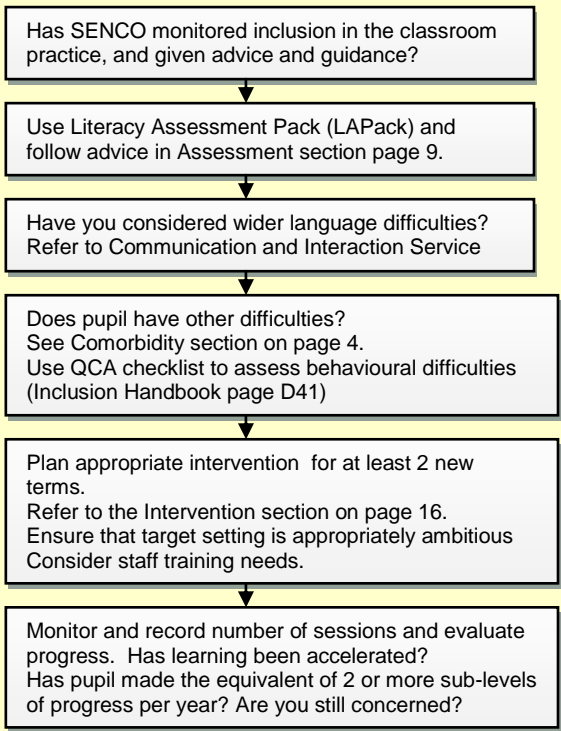 Has SENCO monitored inclusion in the classroom
practice, and given advice and guidance?
Use Literacy Assessment Pack (LAPack) and
follow advice in Assessment section page 9.
Have you considered wider language difficulties?
Refer to Communication and Interaction Service
Does pupil have other difficulties?
See Comorbidity section on page 4.
Use QCA checklist to assess behavioural difficulties
(Inclusion Handbook page D41)
Plan appropriate intervention for at least 2 new
terms.
Refer to the Intervention section on page 16.
Ensure that target setting is appropriately ambitious
Consider staff training needs.
Monitor and record number of sessions and evaluate
progress. Has learning been accelerated?
Has pupil made the equivalent of 2 or more sub-levels
of progress per year? Are you still concerned?